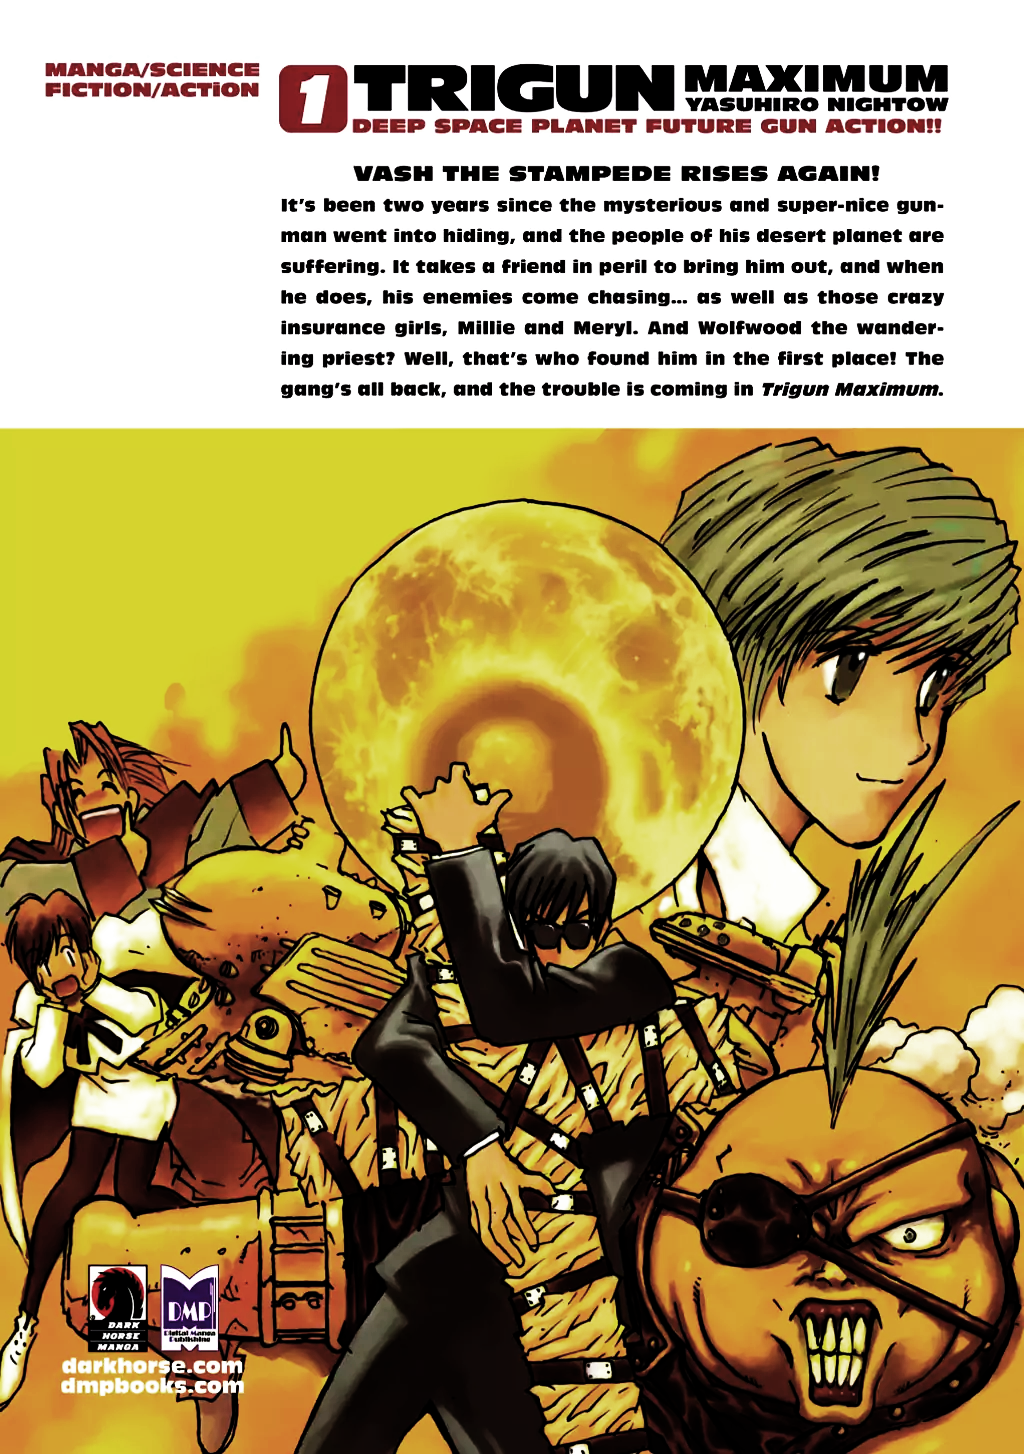 MANGA/SCIENCE
FICTION/ACTiON
1 TRIGUN MAXIMUM
YASUHIRO NIGHTOW
DEEP SPACE PLANET FUTURE GUN ACTION!!
VASH THE STAMPEDE RISES AGAIN!
It's been two years since the mysterious and super-nice gun-
man went into hiding, and the people of his desert planet are
suffering. It takes a friend in peril to bring him out, and when
he does, his enemies come chasing... as well as those crazy
insurance girls, Millie and Meryl. And Wolfwood the wander-
ing priest? Well, that's who found him in the first place! The
gang's all back, and the trouble is coming in Trigun Maximum.
DARK
HORSE
MANGA
DMP
Digital Manga
Publishing
darkhorse.com
dmpbooks.com